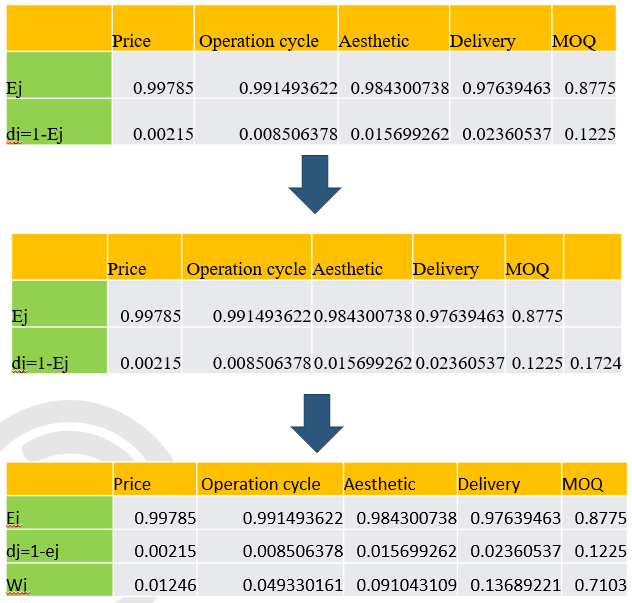 Price Operation cycle Aesthetic Delivery MOQ
Ej 0.99785 0.991493622 0.984300738 0.97639463 0.8775
dj=1-Ej 0.00215 0.008506378 0.015699262 0.02360537 0.1225
Price Operation cycle Aesthetic Delivery MOQ
Ej 0.99785 0.991493622 0.984300738 0.97639463 0.8775
dj=1-Ej 0.00215 0.008506378 0.015699262 0.02360537 0.1225 0.1724
Price Operation cycle Aesthetic Delivery MOQ
Ej 0.99785 0.991493622 0.984300738 0.97639463 0.8775
dj=1-ej 0.00215 0.008506378 0.015699262 0.02360537 0.1225
Wj 0.01246 0.049330161 0.091043109 0.13689221 0.7103